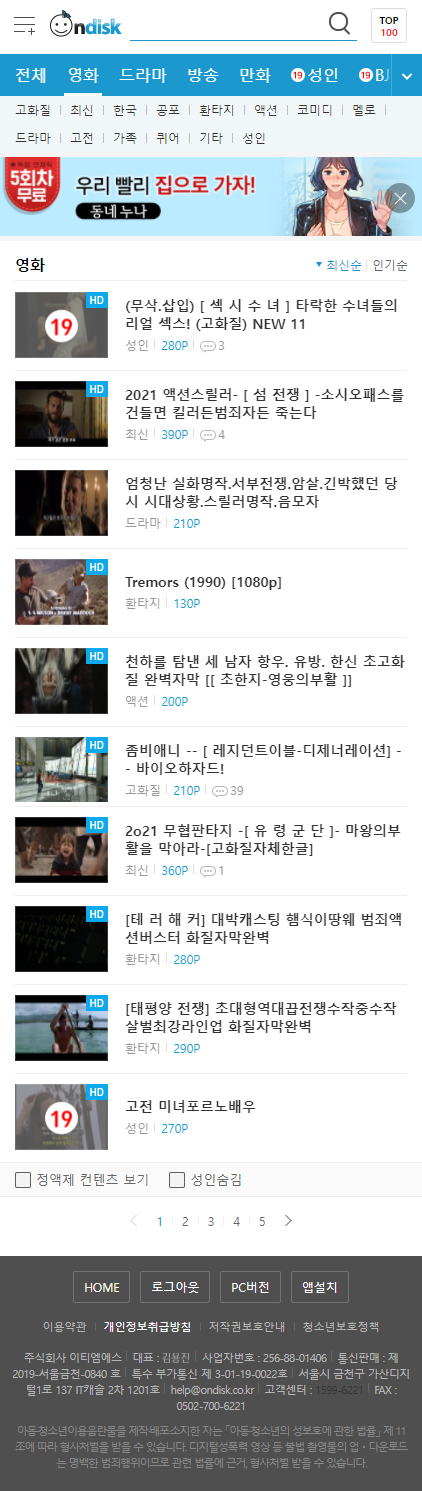 ondisk
TOP
100
전체 영화 드라마 방송 만화 19 성인 19 BJ
고화질 최신 한국 공포 환타지 액션 코미디 멜로
드라마 고전 가족 퀴어 기타 성인
5회차
무료
우리 빨리 집으로 가자!
동네 누나
영화 최신순 인기순
HD
19
(무삭.삽입) [ 섹 시 수 녀 ] 타락한 수녀들의
리얼 섹스! (고화질) NEW 11
성인 280P 3
HD
2021 액션스릴러- [ 섬 전쟁 ] -소시오패스를
건들면 킬러든범죄자든 죽는다
최신 390P 4
엄청난 실화명작.서부전쟁.암살.긴박했던 당
시 시대상황.스릴러명작.음모자
드라마 210P
HD
Tremors (1990) [1080p]
환타지 130P
HD
천하를 탐낸 세 남자 항우. 유방. 한신 초고화
질 완벽자막 [[ 초한지-영웅의부활 ]]
액션 200P
HD
좀비애니 -- [ 레지던트이블-디제너레이션] -
- 바이오하자드!
고화질 210P 39
HD
2o21 무협판타지 -[ 유 령 군 단 ]- 마왕의부
활을 막아라-[고화질자체한글]
최신 360P 1
HD
[테 러 해 커] 대박캐스팅 햄식이땅웨 범죄액
션버스터 화질자막완벽
환타지 280P
HD
[태평양 전쟁] 초대형역대끕전쟁수작중수작
살벌최강라인업 화질자막완벽
환타지 290P
HD
19
고전 미녀포르노배우
성인 270P
정액제 컨텐츠 보기 성인숨김
1 2 3 4 5
HOME 로그아웃 PC버전 앱설치
이용약관 개인정보취급방침 저작권보호안내 청소년보호정책
주식회사 이티엠에스 대표 : 김용진 사업자번호 : 256-88-01406 통신판매 : 제
2019-서울금천-0840 호 특수 부가통신 제 3-01-19-0022호 서울시 금천구 가산디지
털1로 137 IT캐슬 2차 1201호 help@ondisk.co.kr 고객센터 : 1599-6221 FAX :
0502-700-6221
아동·청소년이용음란물을 제작·배포·소지한 자는 「아동·청소년의 성보호에 관한 법률」 제 11
조에 따라 형사처벌을 받을 수 있습니다. 디지털성폭력 영상 등 불법 촬영물의 업·다운로드
는 명백한 범죄행위이므로 관련 법률에 근거, 형사처벌 받을 수 있습니다.